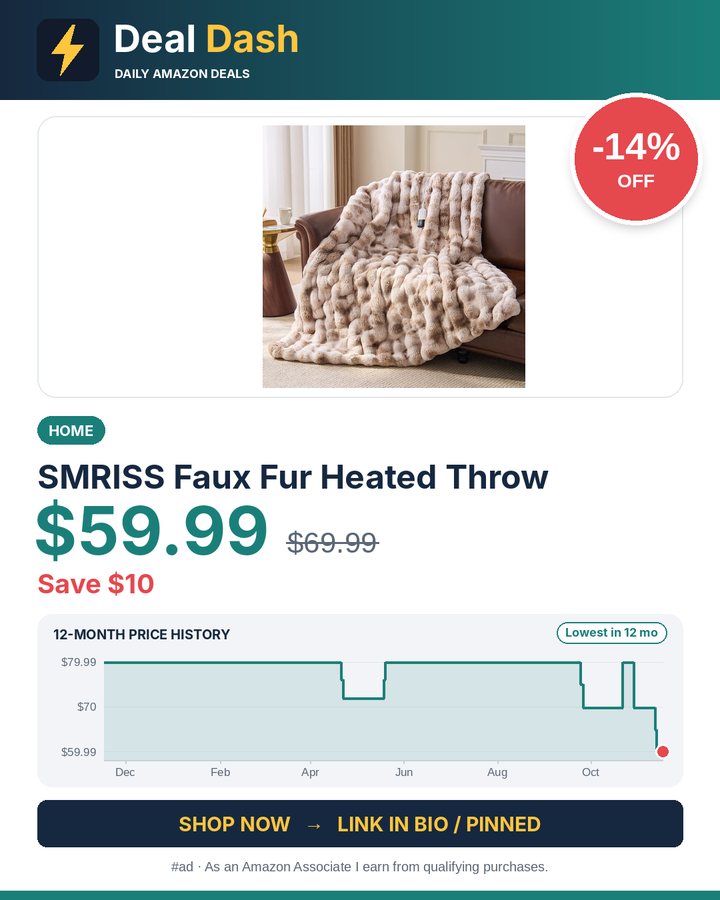 Deal Dash
DAILY AMAZON DEALS
-14%
OFF
HOME
SMRISS Faux Fur Heated Throw
$59.99 $69.99
Save $10
12-MONTH PRICE HISTORY
Lowest in 12 mo
$79.99
$70
$59.99
Dec Feb Apr Jun Aug Oct
SHOP NOW → LINK IN BIO / PINNED
#ad · As an Amazon Associate I earn from qualifying purchases.